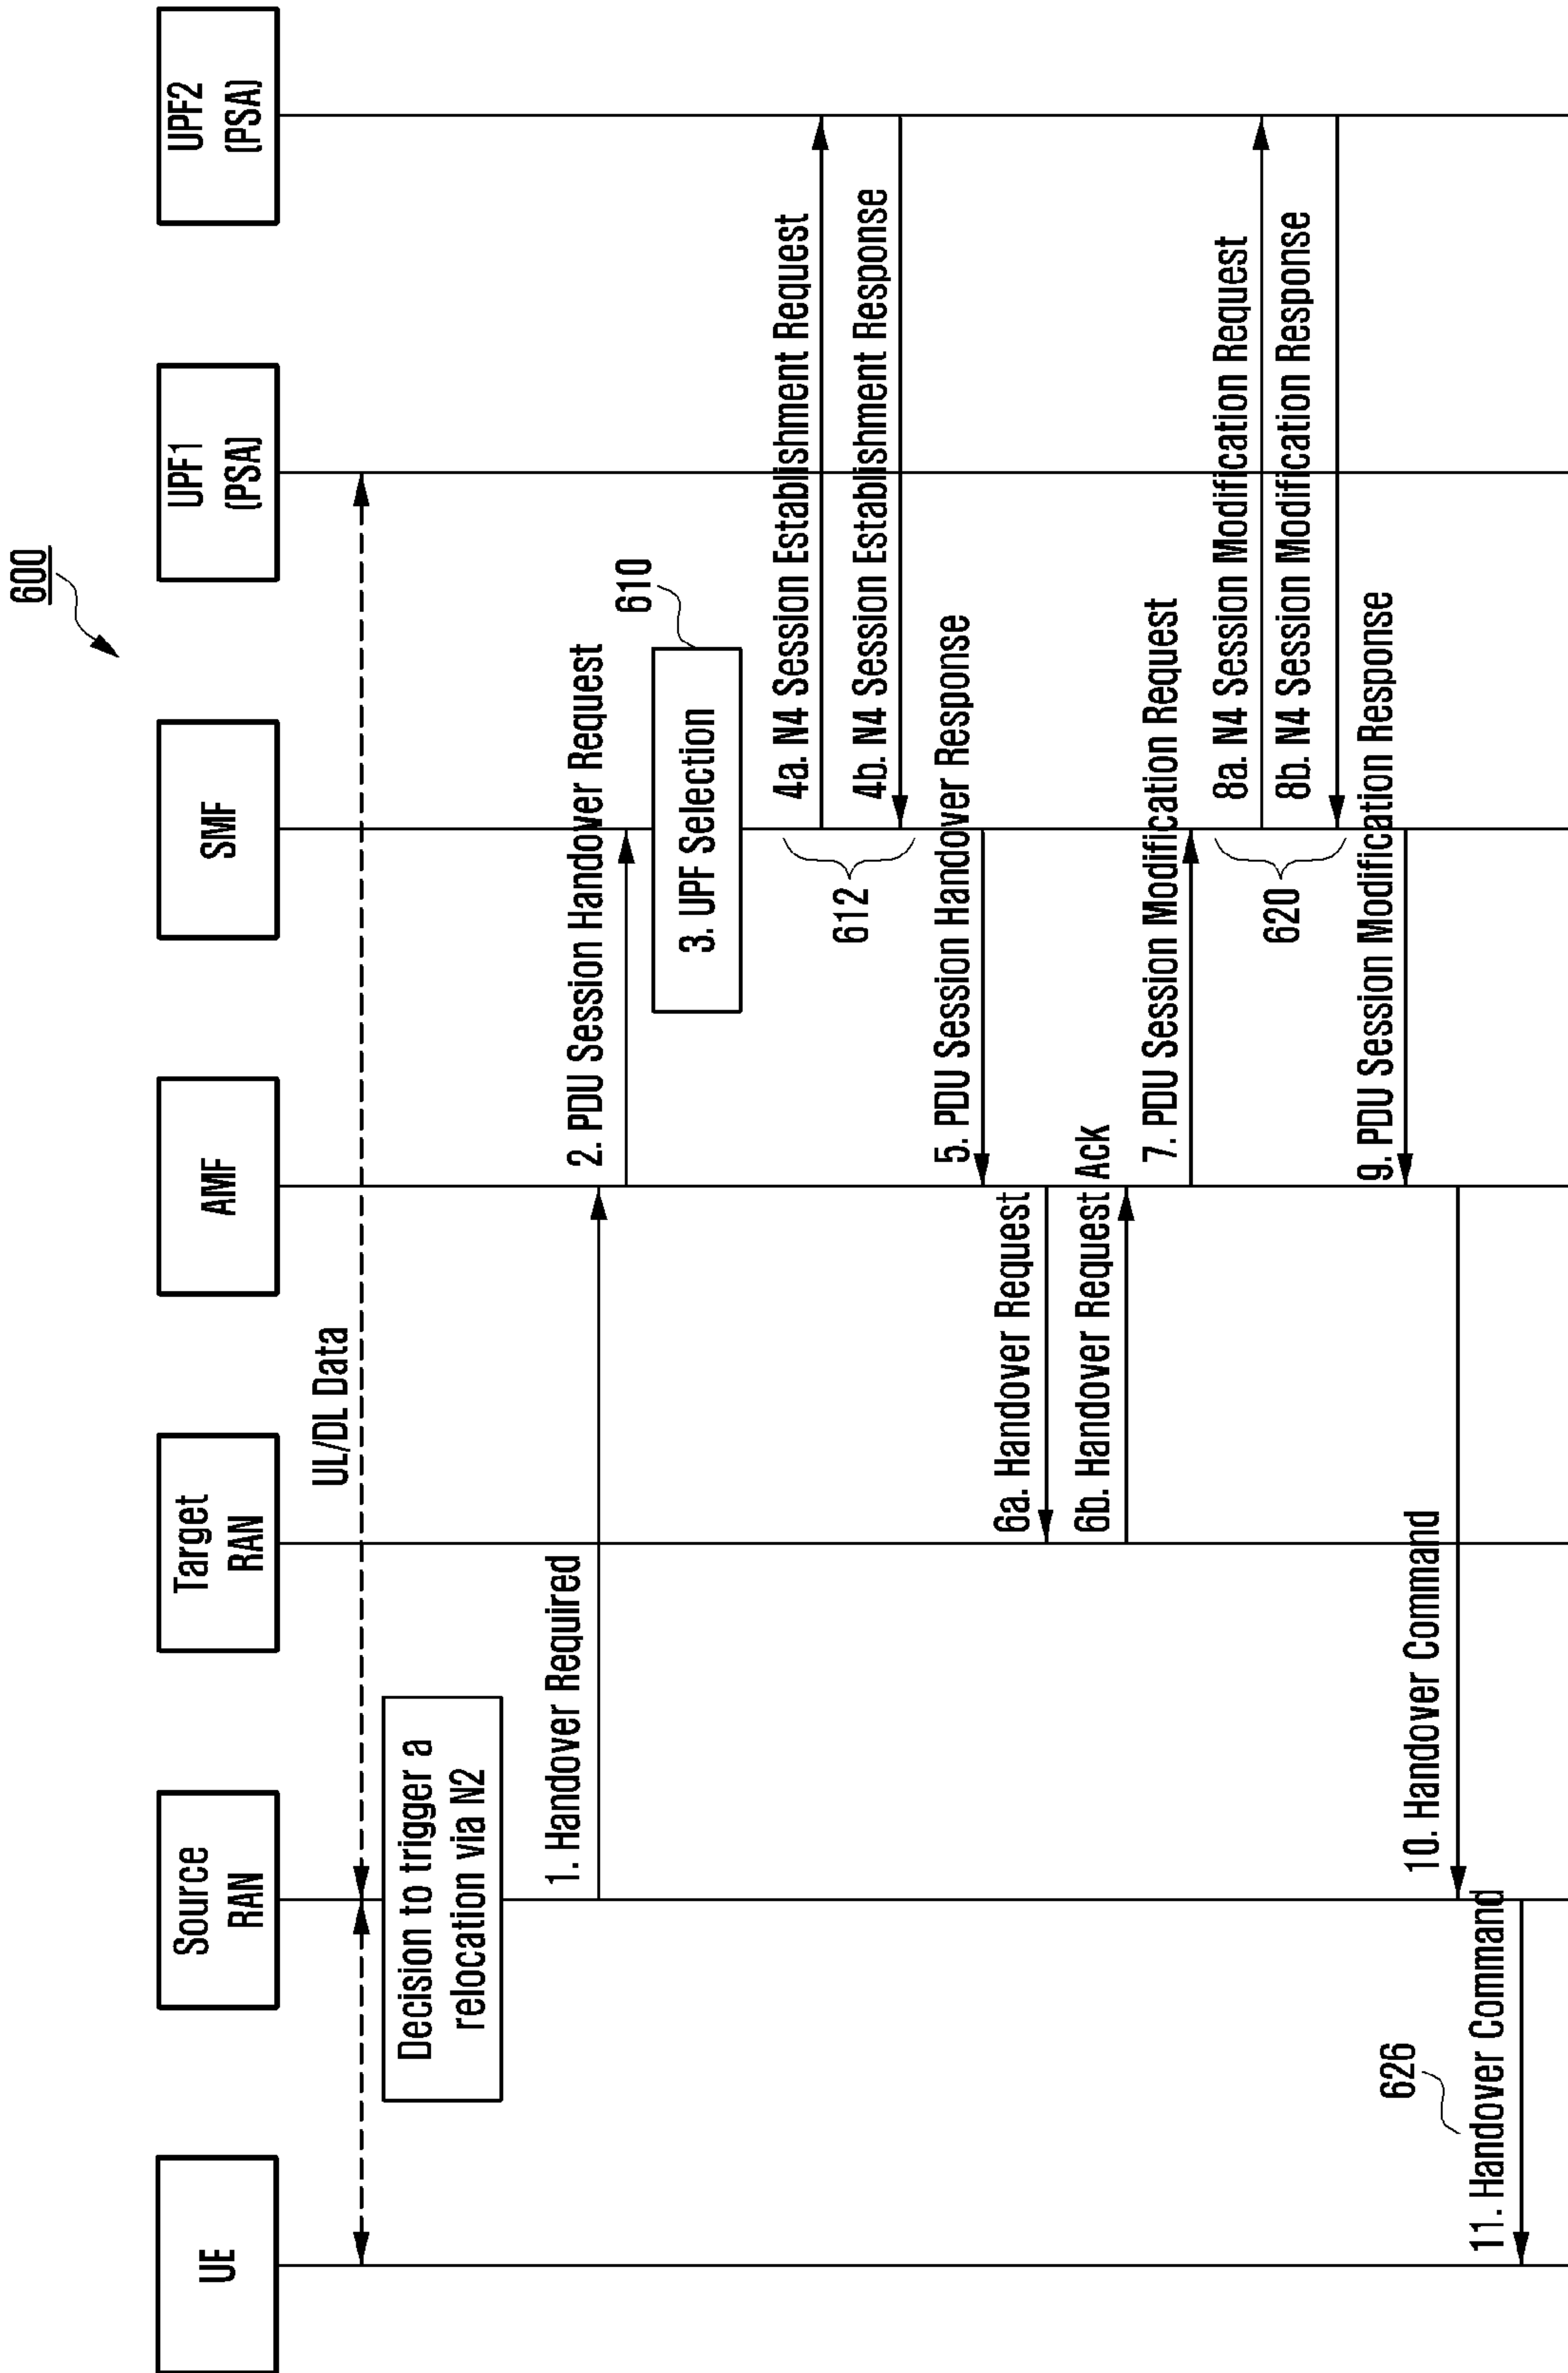 600
UE
Source
RAN
Target
RAN
AMF
SMF
UPF1
(PSA)
UPF2
(PSA)
UL/DL Data
Decision to trigger a
relocation via N2
1. Handover Required
2. PDU Session Handover Request
3. UPF Selection
610
4a. N4 Session Establishment Request
4b. N4 Session Establishment Response
612
5. PDU Session Handover Response
6a. Handover Request
6b. Handover Request Ack
7. PDU Session Modification Request
8a. N4 Session Modification Request
8b. N4 Session Modification Response
620
9. PDU Session Modification Response
10. Handover Command
626
11. Handover Command